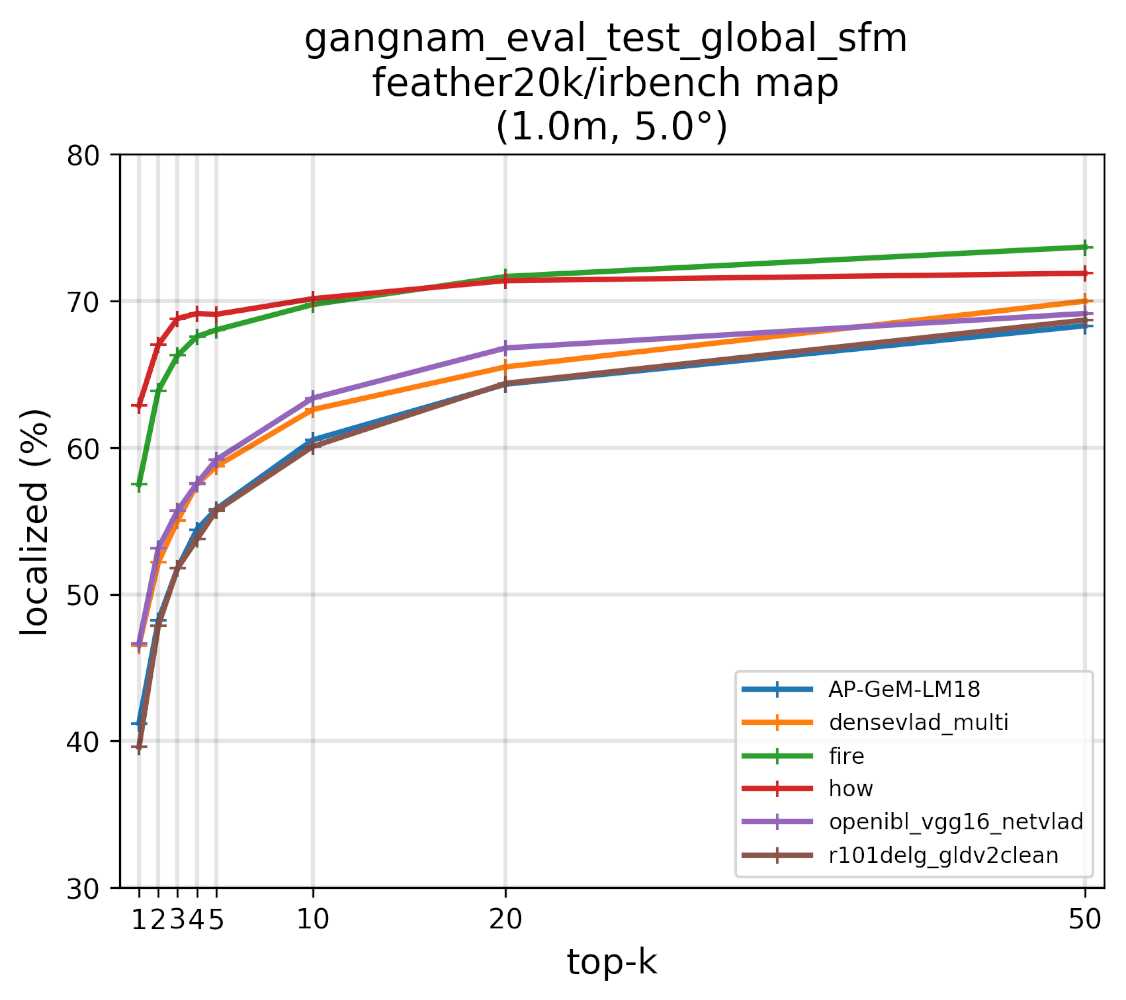 gangnam_eval_test_global_sfm
feather20k/irbench map
(1.0m, 5.0°)
80
70
60
50
40
30
localized (%)
1 2 3 4 5 10 20 50
top-k
AP-GeM-LM18
densevlad_multi
fire
how
openibl_vgg16_netvlad
r101delg_gldv2clean